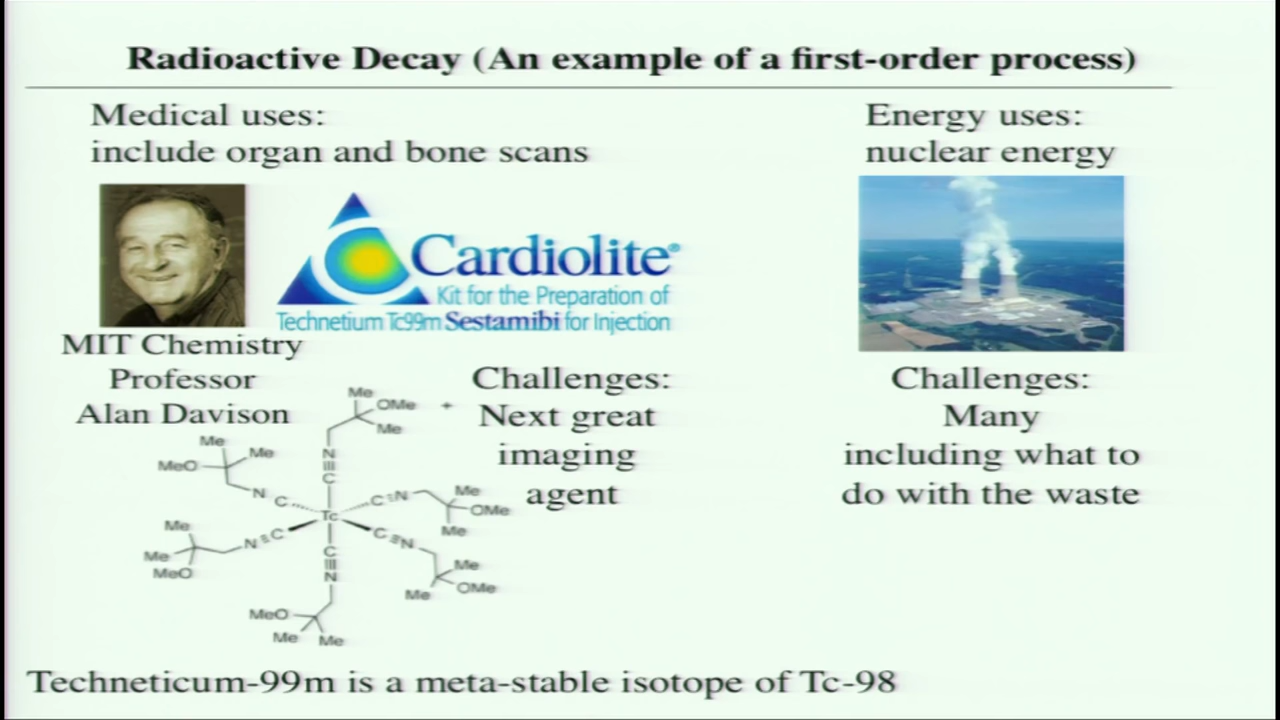 Radioactive Decay (An example of a first-order process)
Medical uses:
include organ and bone scans
Energy uses:
nuclear energy
Cardiolite®
Kit for the Preparation of
Technetium Tc99m Sestamibi for Injection
MIT Chemistry
Professor
Alan Davison
Challenges:
Next great
imaging
agent
Challenges:
Many
including what to
do with the waste
Me
OMe +
Me
N
C
Me
Me
MeO
N C
C≡N
Me
OMe
Me
Tc
Me
Me
MeO
N≡C
C≡N
Me
OMe
Me
C
N
MeO
Me Me
Techneticum-99m is a meta-stable isotope of Tc-98